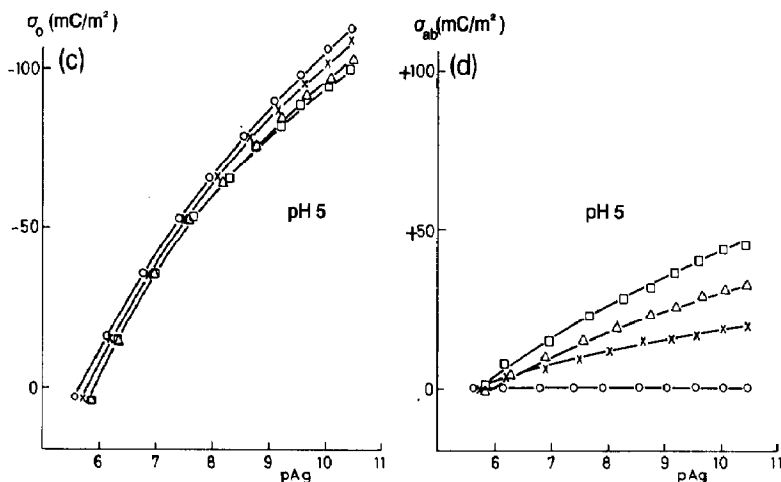 σ₀ (mC/m²)
(c)
-100
-50
0
pH 5
6 7 8 9 10 11
pAg
σab (mC/m²)
(d)
+100
+50
0
pH 5
6 7 8 9 10 11
pAg